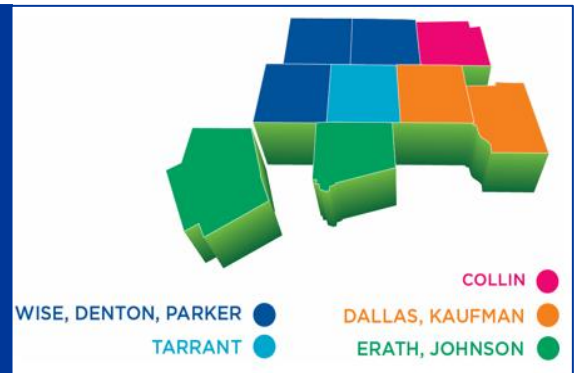 COLLIN
WISE, DENTON, PARKER
DALLAS, KAUFMAN
TARRANT
ERATH, JOHNSON